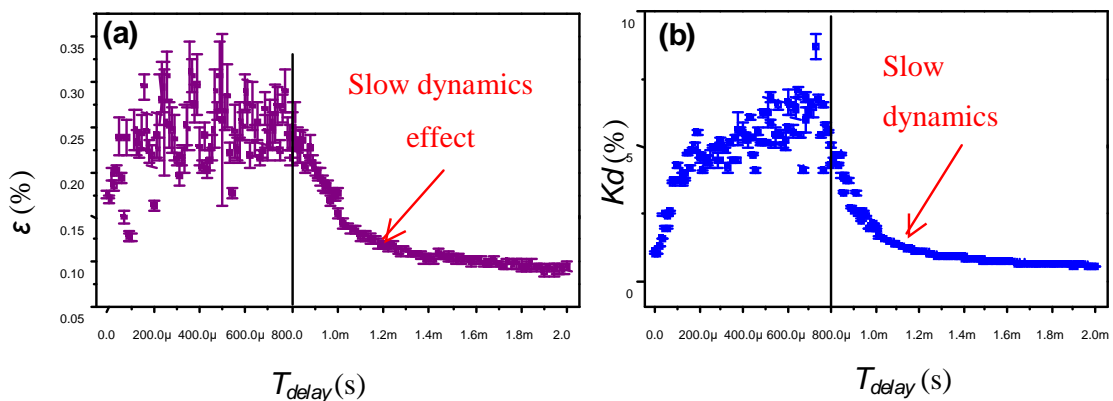 (a)
0.35
0.30
0.25
0.20
0.15
0.10
0.05
ε (%)
Slow dynamics
effect
0.0 200.0µ 400.0µ 600.0µ 800.0 1.0m 1.2m 1.4m 1.6m 1.8m 2.0
Tdelay (s)
(b)
10
5
0
Kd (%)
Slow
dynamics
0.0 200.0µ 400.0µ 600.0µ 800.0µ 1.0m 1.2m 1.4m 1.6m 1.8m 2.0m
Tdelay (s)